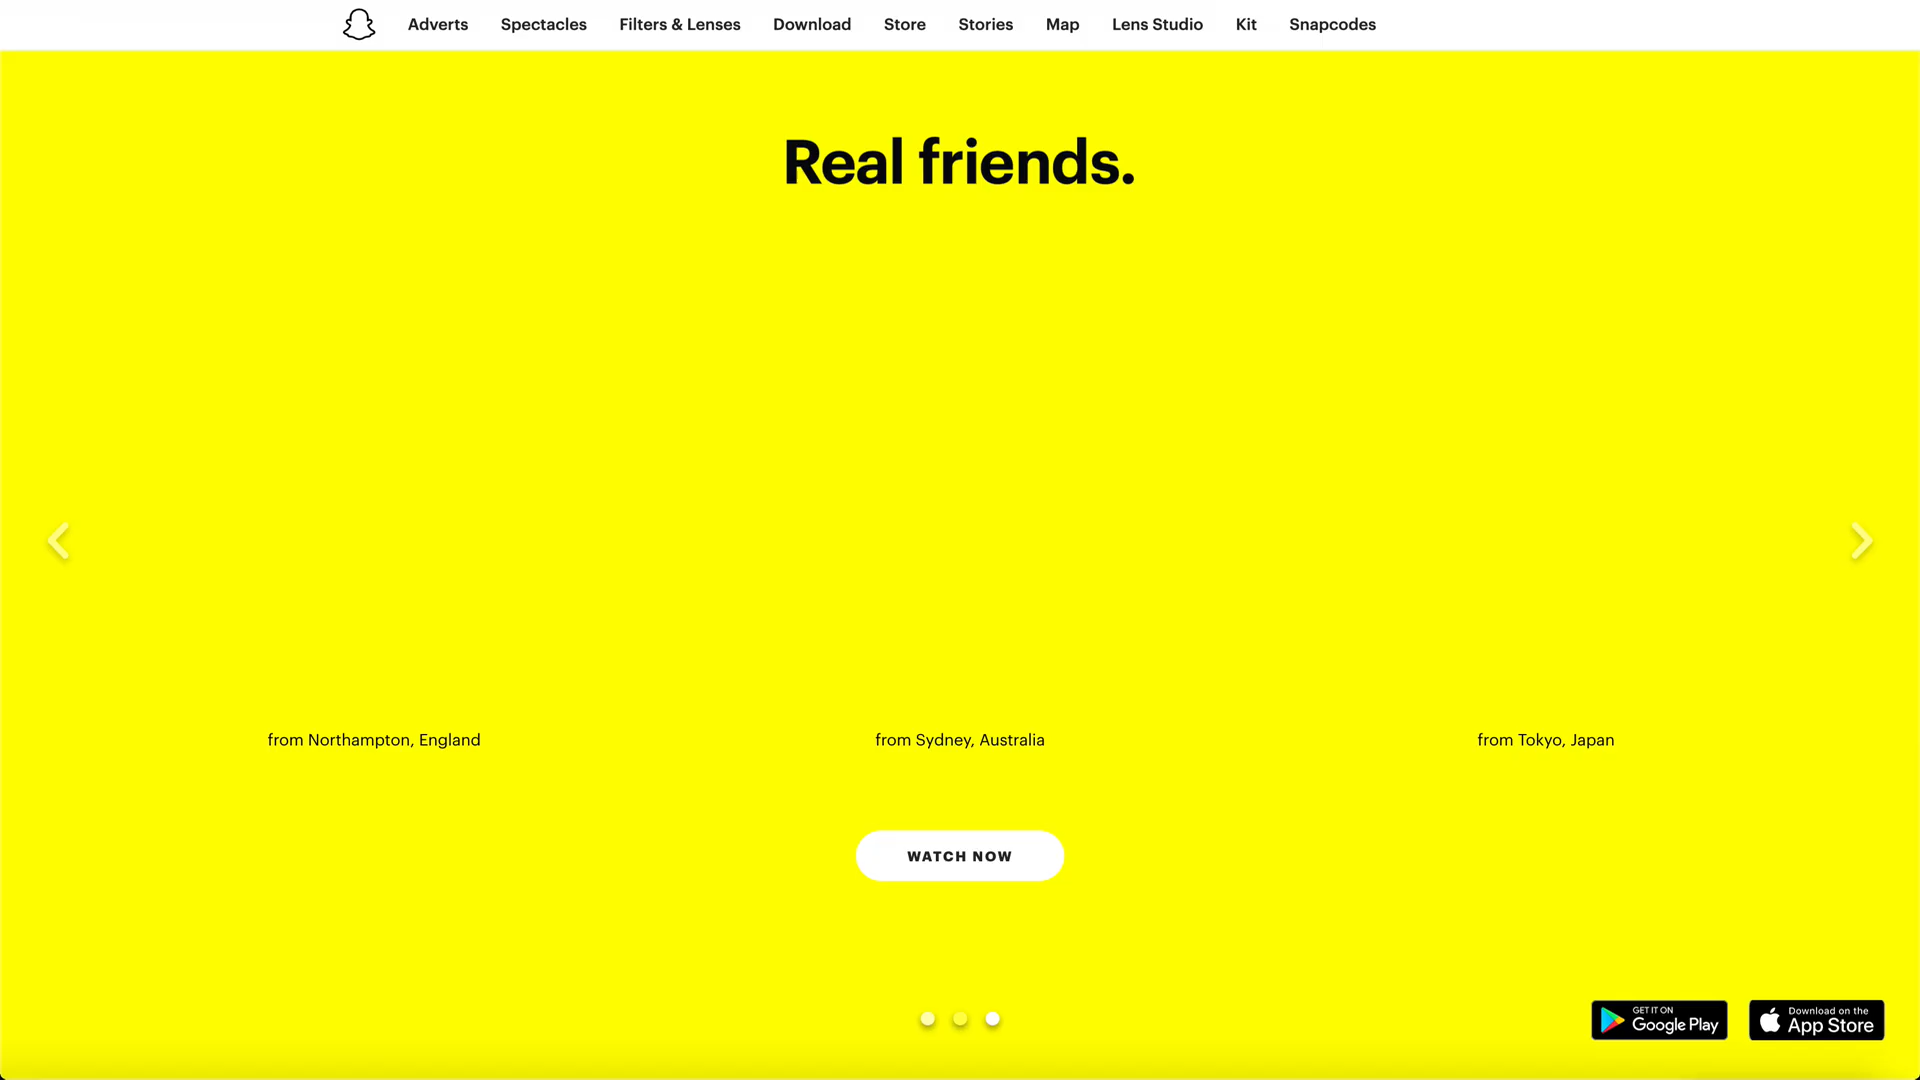 Adverts Spectacles Filters & Lenses Download Store Stories Map Lens Studio Kit Snapcodes
Real friends.
from Northampton, England
from Sydney, Australia
from Tokyo, Japan
WATCH NOW
GET IT ON
Google Play
Download on the
App Store